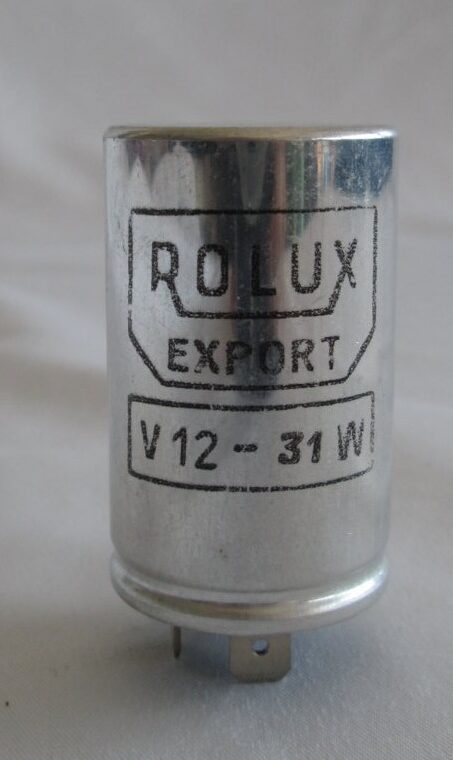 ROLUX
EXPORT
V 12 - 31 W